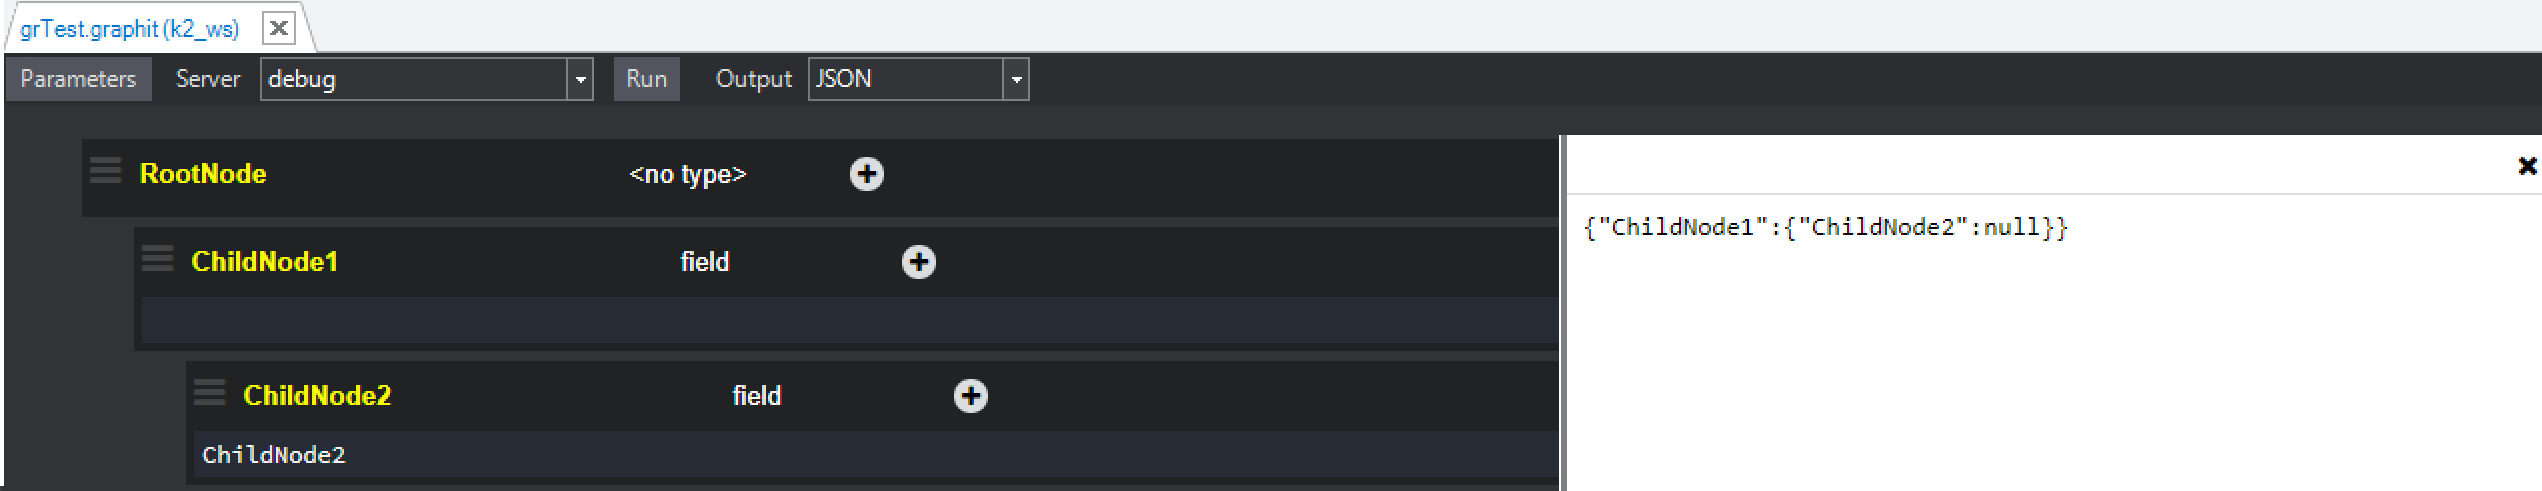 grTest.graphit (k2_ws)
Parameters Server debug Run Output JSON
RootNode <no type>
{"ChildNode1":{"ChildNode2":null}}
ChildNode1 field
ChildNode2 field
ChildNode2